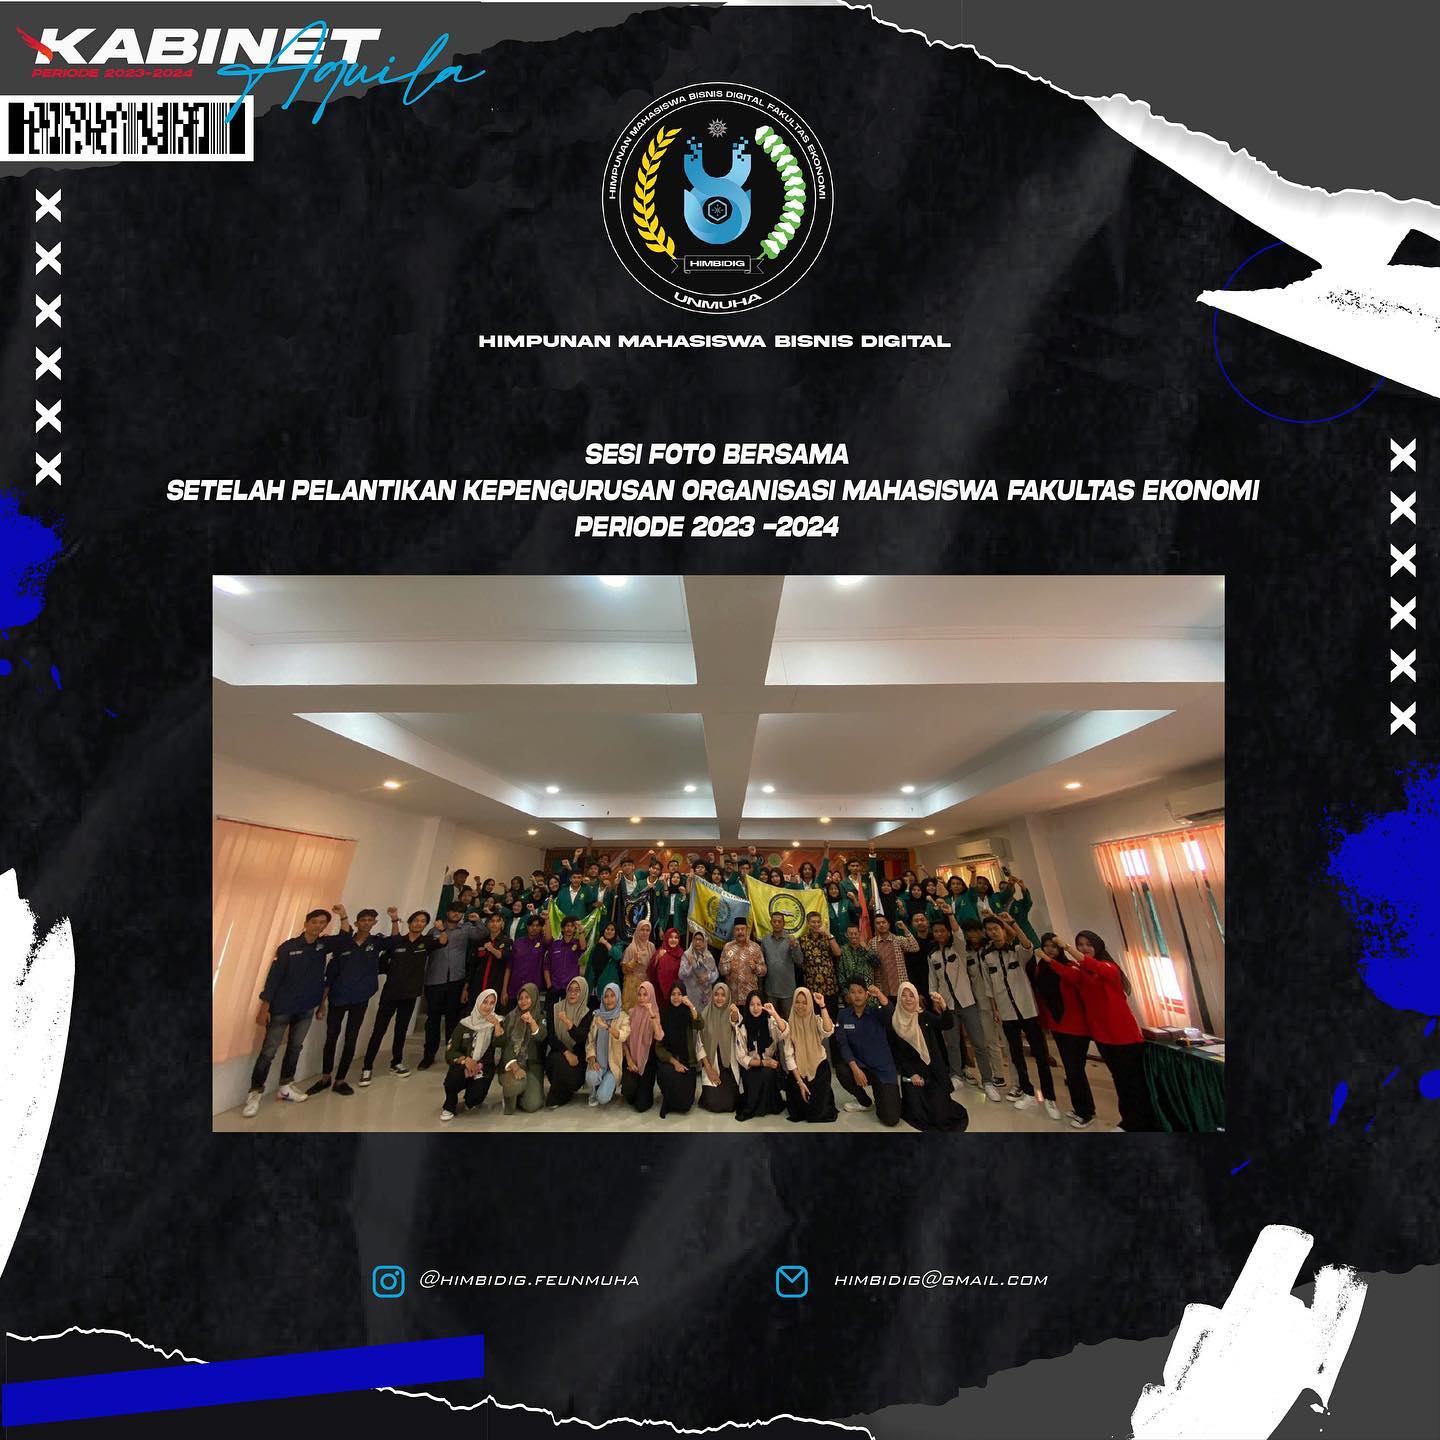 KABINET
Aquila
PERIODE 2023-2024
HIMPUNAN MAHASISWA BISNIS DIGITAL FAKULTAS EKONOMI
HIMBIDIG
UNMUHA
HIMPUNAN MAHASISWA BISNIS DIGITAL
SESI FOTO BERSAMA
SETELAH PELANTIKAN KEPENGURUSAN ORGANISASI MAHASISWA FAKULTAS EKONOMI
PERIODE 2023 -2024
@HIMBIDIG.FEUNMUHA
HIMBIDIG@GMAIL.COM